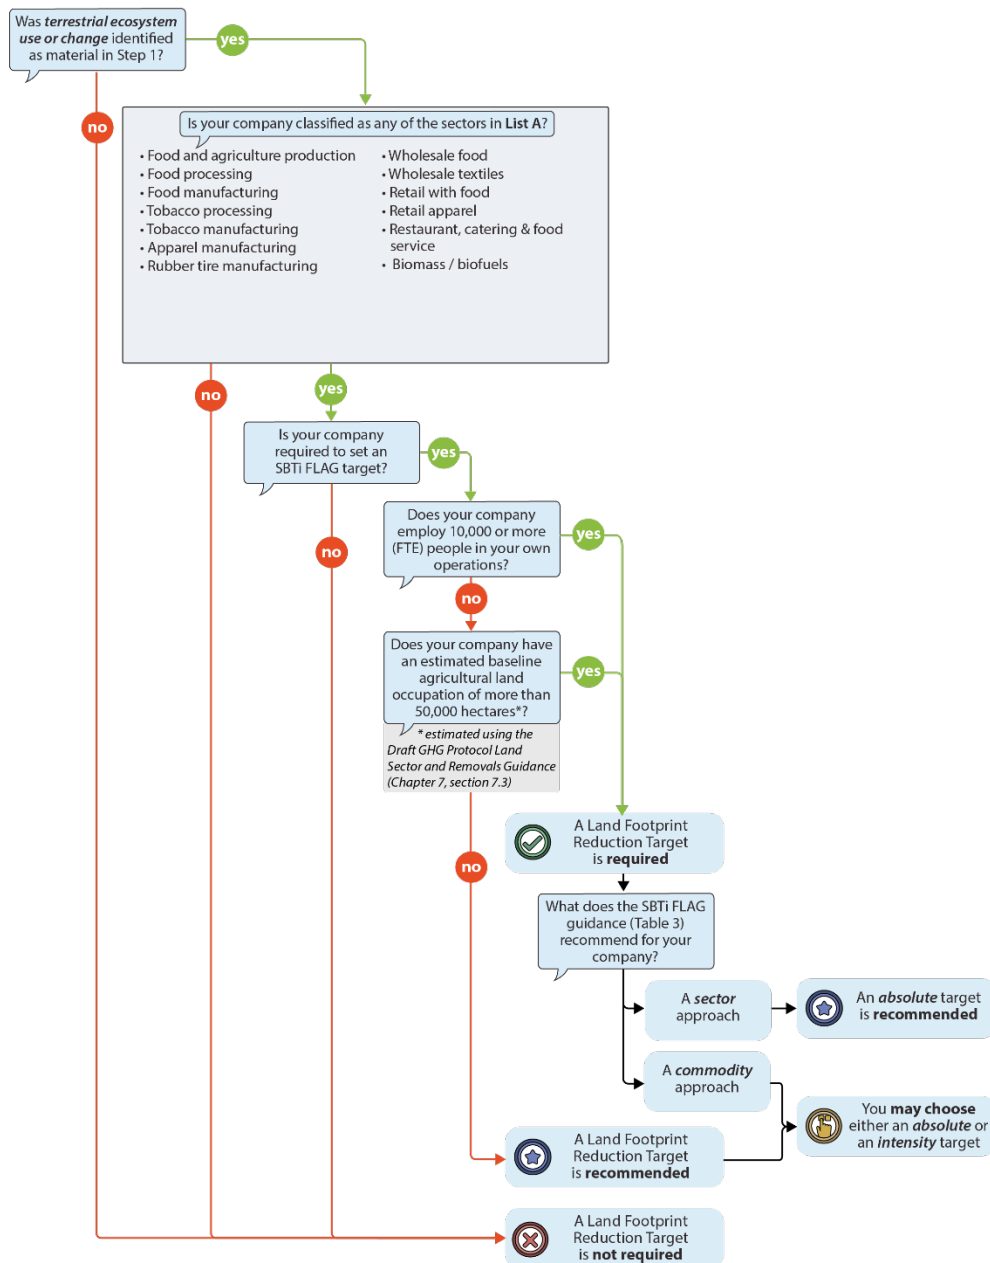 Was terrestrial ecosystem
use or change identified
as material in Step 1?
yes
no
Is your company classified as any of the sectors in List A?
• Food and agriculture production
• Food processing
• Food manufacturing
• Tobacco processing
• Tobacco manufacturing
• Apparel manufacturing
• Rubber tire manufacturing
• Wholesale food
• Wholesale textiles
• Retail with food
• Retail apparel
• Restaurant, catering & food
service
• Biomass / biofuels
no
yes
Is your company
required to set an
SBTi FLAG target?
yes
no
Does your company
employ 10,000 or more
(FTE) people in your own
operations?
yes
no
Does your company have
an estimated baseline
agricultural land
occupation of more than
50,000 hectares*?
yes
* estimated using the
Draft GHG Protocol Land
Sector and Removals Guidance
(Chapter 7, section 7.3)
no
A Land Footprint
Reduction Target
is required
What does the SBTi FLAG
guidance (Table 3)
recommend for your
company?
A sector
approach
An absolute target
is recommended
A commodity
approach
You may choose
either an absolute or
an intensity target
A Land Footprint
Reduction Target
is recommended
A Land Footprint
Reduction Target
is not required